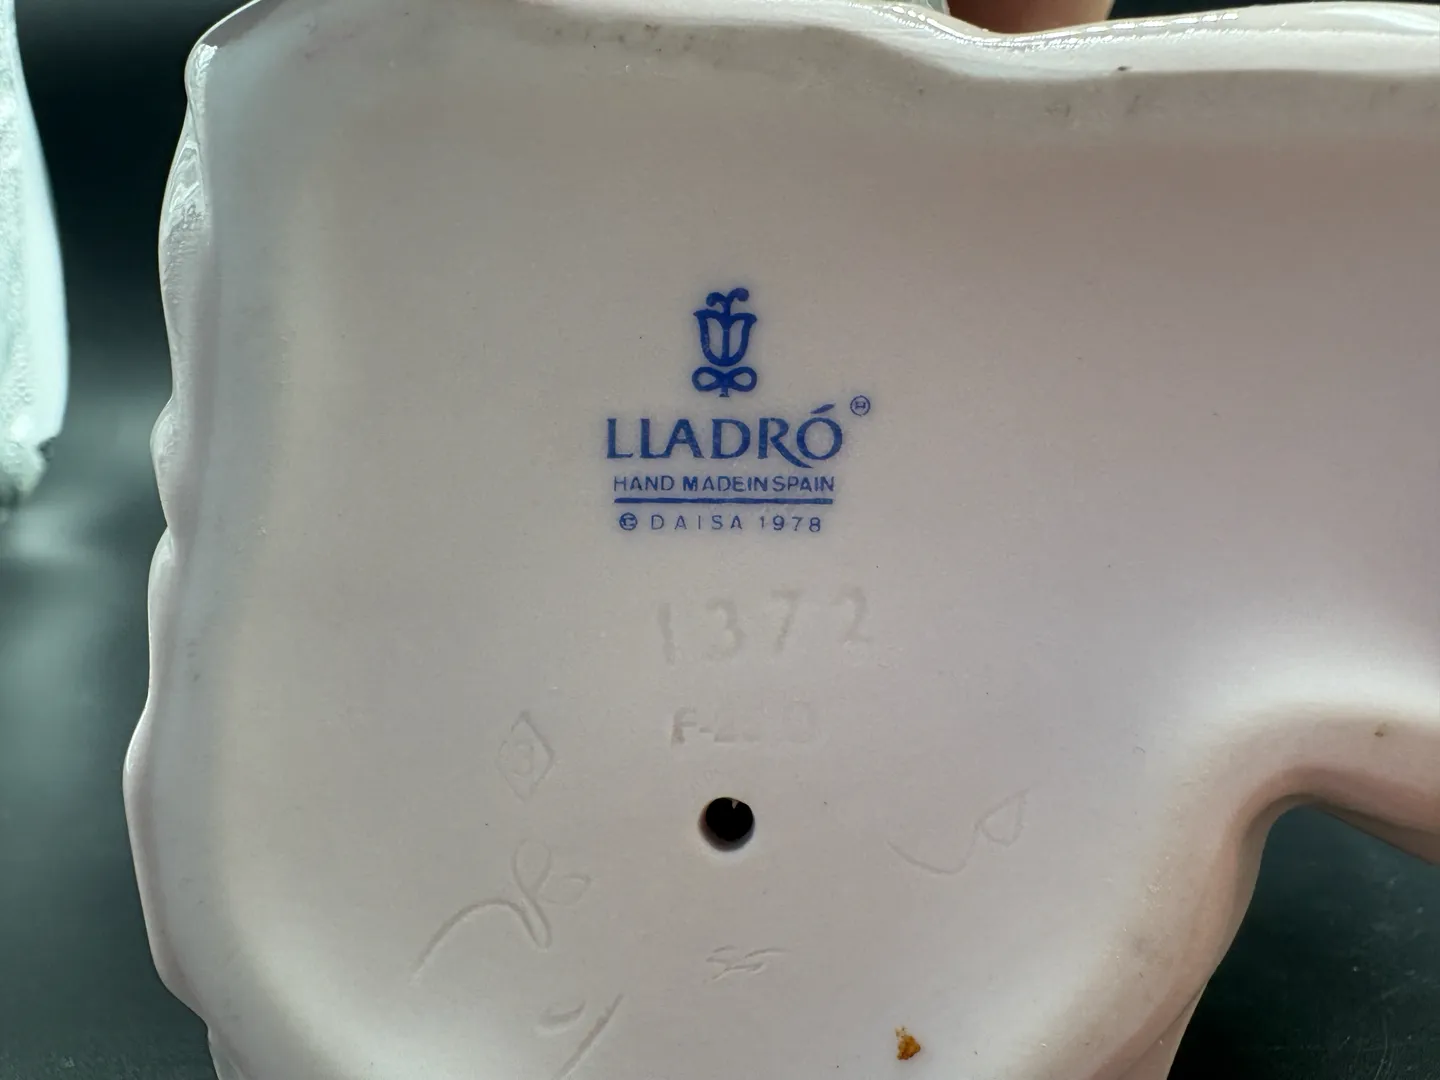 LLADRÓ®
HAND MADE IN SPAIN
© DAISA 1978
1372